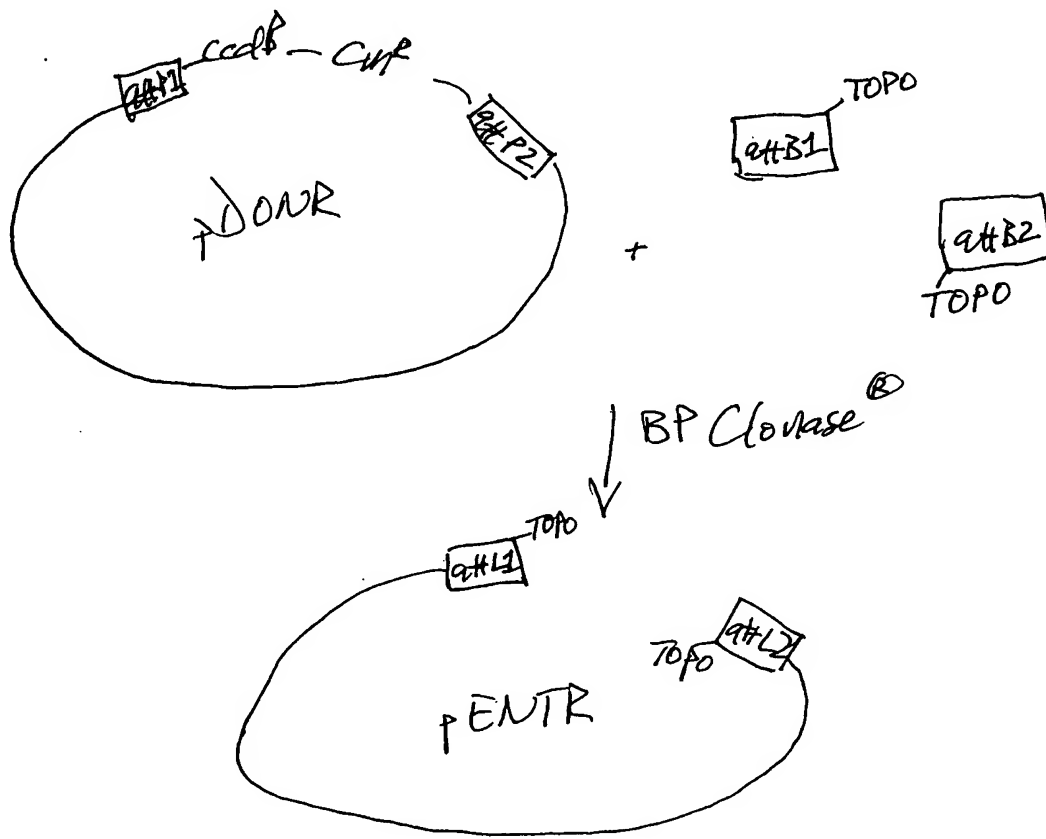 attP1 ccdB - CmR
attP2
pDONR
+
attB1 TOPO
attB2
TOPO
BP Clonase®
attL1 TOPO
TOPO attL2
pENTR